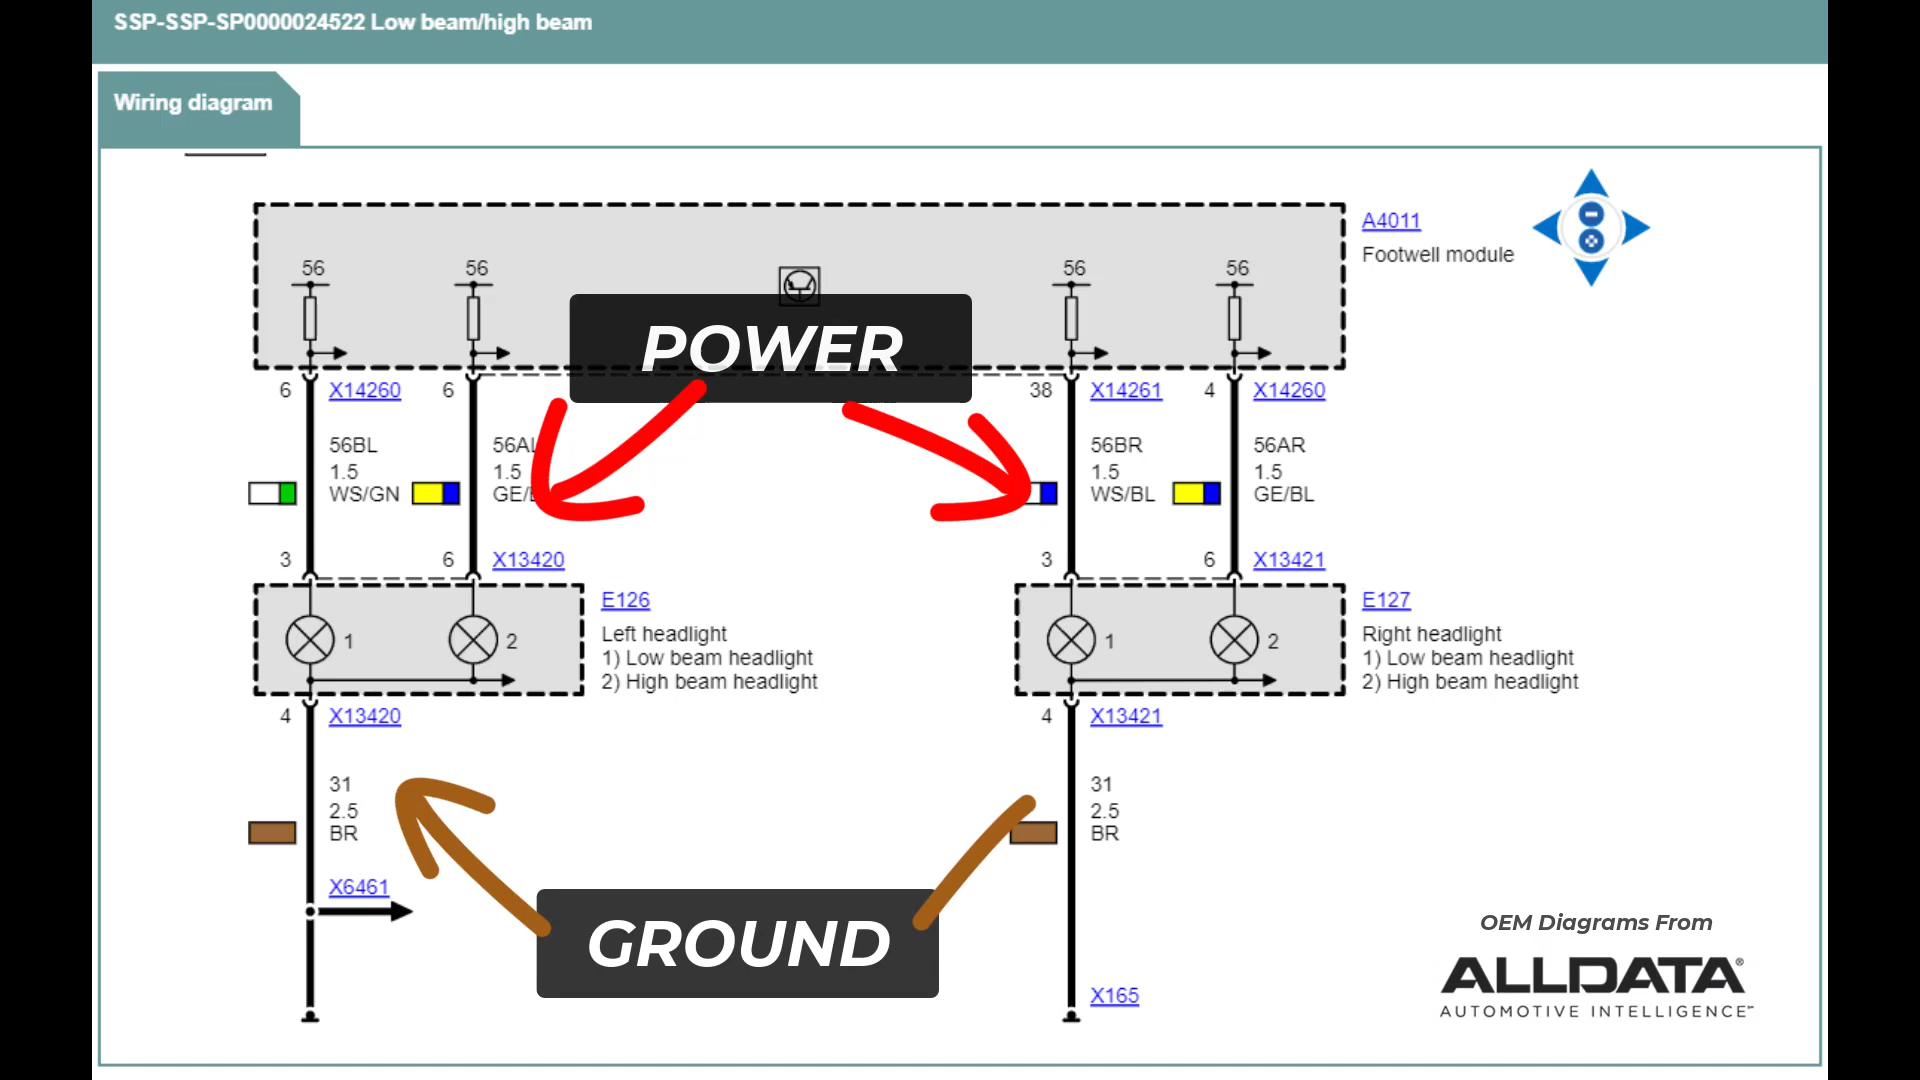 SSP-SSP-SP0000024522 Low beam/high beam
Wiring diagram
A4011
Footwell module
56 56 56 56
POWER
6 X14260 6 38 X14261 4 X14260
56BL 56AL 56BR 56AR
1.5 1.5 1.5
WS/GN GE/ WS/BL GE/BL
3 6 X13420 3 6 X13421
E126 E127
1 2 Left headlight 1 2 Right headlight
1) Low beam headlight 1) Low beam headlight
2) High beam headlight 2) High beam headlight
4 X13420 4 X13421
31 31
2.5 2.5
BR BR
X6461
GROUND
X165
OEM Diagrams From
ALLDATA®
AUTOMOTIVE INTELLIGENCE